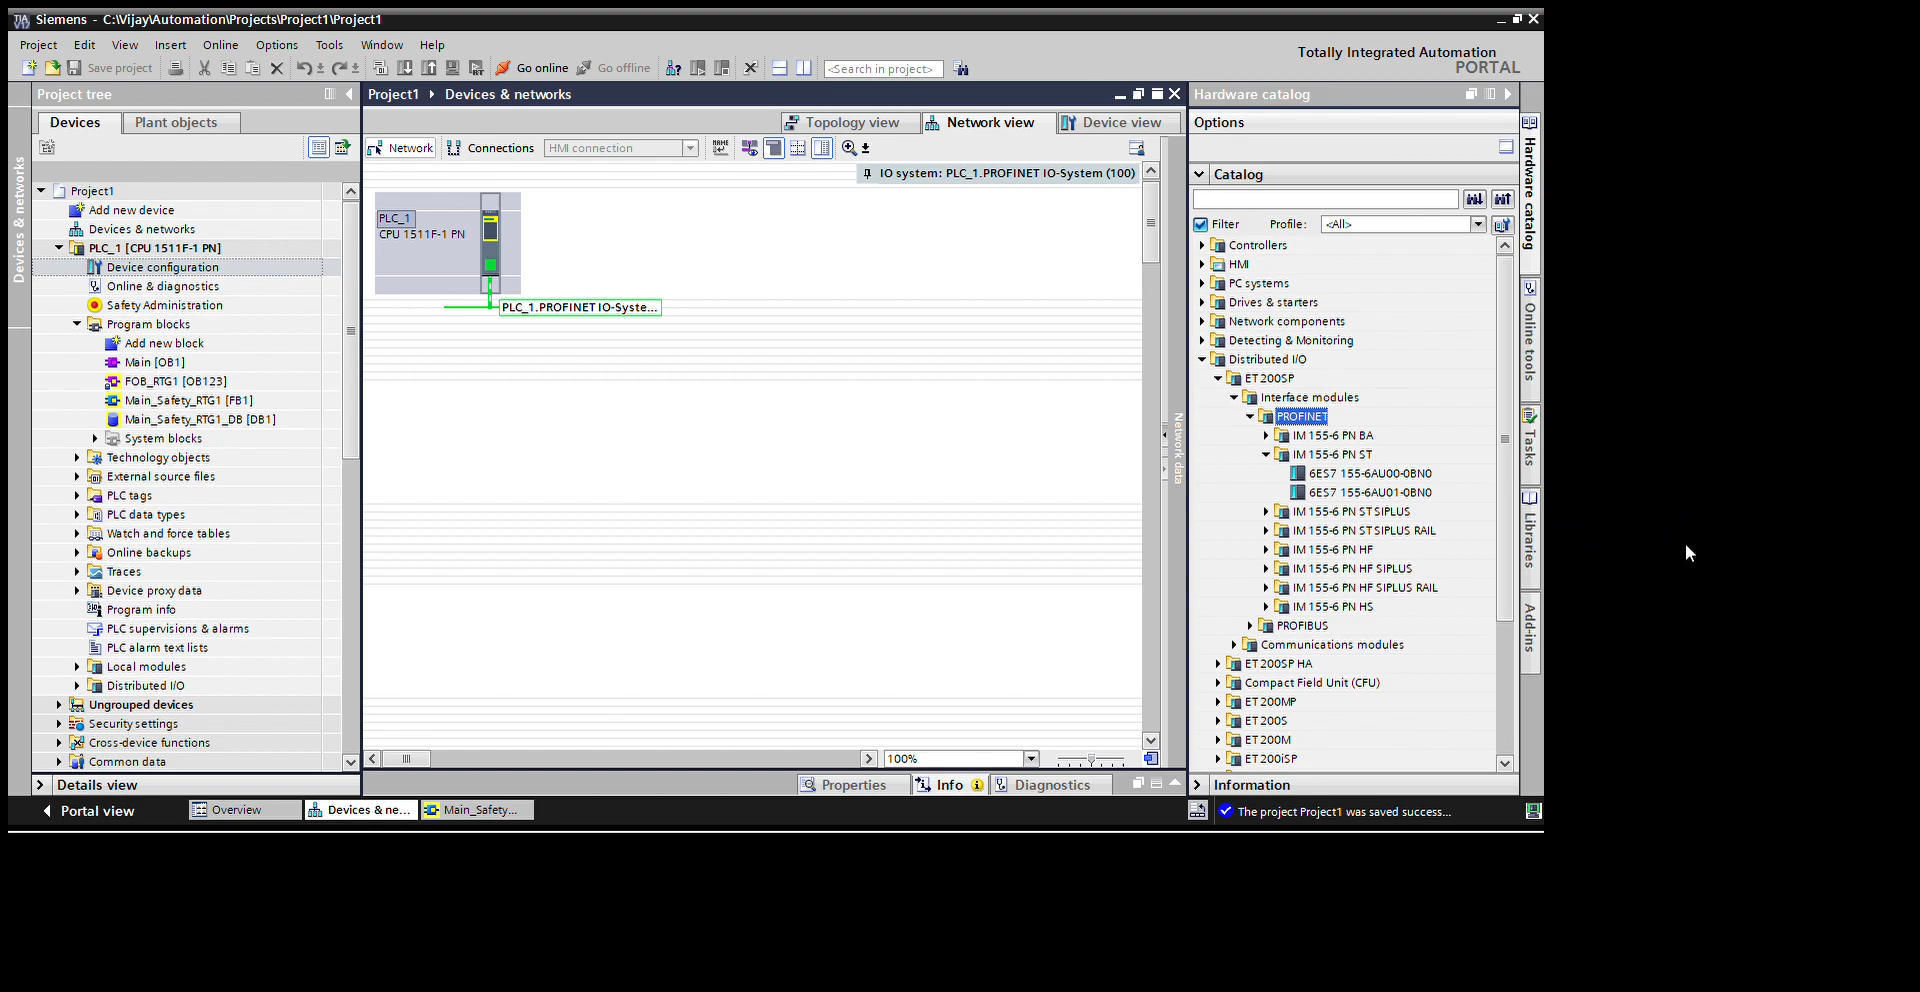 Siemens - C:\Vijay\Automation\Projects\Project1\Project1
Project Edit View Insert Online Options Tools Window Help
Totally Integrated Automation
PORTAL
Save project
Go online
Go offline
<Search in project>
Project tree
Devices
Plant objects
Devices & networks
Project1
Add new device
Devices & networks
PLC_1 [CPU 1511F-1 PN]
Device configuration
Online & diagnostics
Safety Administration
Program blocks
Add new block
Main [OB1]
FOB_RTG1 [OB123]
Main_Safety_RTG1 [FB1]
Main_Safety_RTG1_DB [DB1]
System blocks
Technology objects
External source files
PLC tags
PLC data types
Watch and force tables
Online backups
Traces
Device proxy data
Program info
PLC supervisions & alarms
PLC alarm text lists
Local modules
Distributed I/O
Ungrouped devices
Security settings
Cross-device functions
Common data
Details view
Project1 Devices & networks
Topology view
Network view
Device view
Network
Connections
HMI connection
IO system: PLC_1.PROFINET IO-System (100)
PLC_1
CPU 1511F-1 PN
PLC_1.PROFINET IO-Syste...
Network data
100%
Properties
Info
Diagnostics
Hardware catalog
Options
Catalog
Filter
Profile:
<All>
Controllers
HMI
PC systems
Drives & starters
Network components
Detecting & Monitoring
Distributed I/O
ET 200SP
Interface modules
PROFINET
IM 155-6 PN BA
IM 155-6 PN ST
6ES7 155-6AU00-0BN0
6ES7 155-6AU01-0BN0
IM 155-6 PN ST SIPLUS
IM 155-6 PN ST SIPLUS RAIL
IM 155-6 PN HF
IM 155-6 PN HF SIPLUS
IM 155-6 PN HF SIPLUS RAIL
IM 155-6 PN HS
PROFIBUS
Communications modules
ET 200SP HA
Compact Field Unit (CFU)
ET 200MP
ET 200S
ET 200M
ET 200iSP
Information
Hardware catalog
Online tools
Tasks
Libraries
Add-ins
Portal view
Overview
Devices & ne...
Main_Safety...
The project Project1 was saved success...